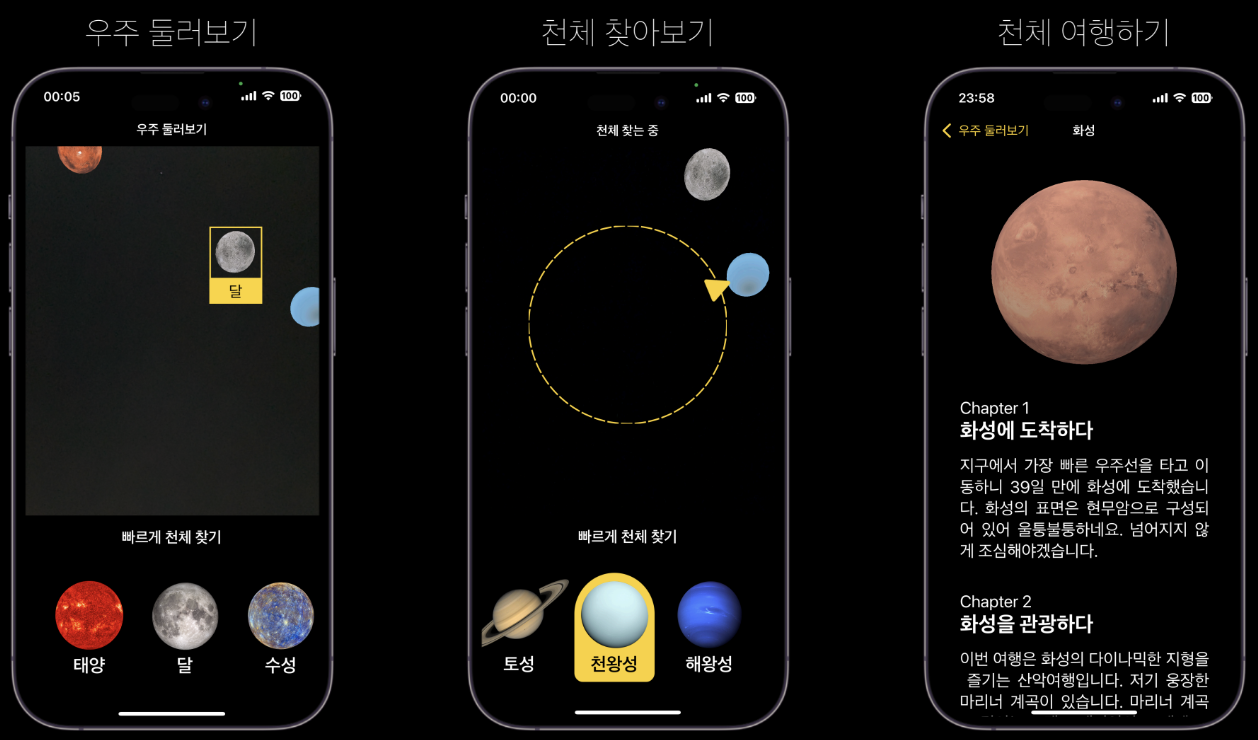 우주 둘러보기
천체 찾아보기
천체 여행하기
00:05
100
우주 둘러보기
달
빠르게 천체 찾기
태양
달
수성
00:00
100
천체 찾는 중
빠르게 천체 찾기
토성
천왕성
해왕성
23:58
100
우주 둘러보기
화성
Chapter 1
화성에 도착하다
지구에서 가장 빠른 우주선을 타고 이
동하니 39일 만에 화성에 도착했습니
다. 화성의 표면은 현무암으로 구성되
어 있어 울퉁불퉁하네요. 넘어지지 않
게 조심해야겠습니다.
Chapter 2
화성을 관광하다
이번 여행은 화성의 다이나믹한 지형을
즐기는 산악여행입니다. 저기 웅장한
마리너 계곡이 있습니다. 마리너 계곡